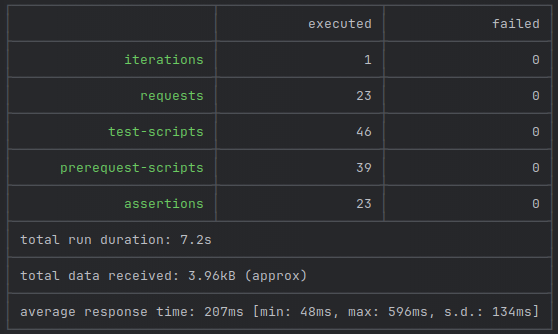 executed failed
iterations 1 0
requests 23 0
test-scripts 46 0
prerequest-scripts 39 0
assertions 23 0
total run duration: 7.2s
total data received: 3.96kB (approx)
average response time: 207ms [min: 48ms, max: 596ms, s.d.: 134ms]